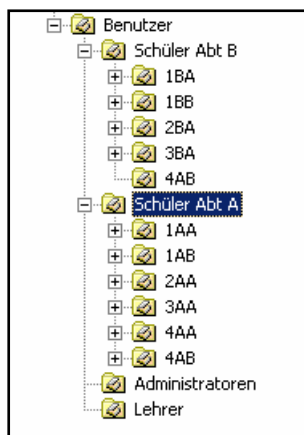 Benutzer
Schüler Abt B
1BA
1BB
2BA
3BA
4AB
Schüler Abt A
1AA
1AB
2AA
3AA
4AA
4AB
Administratoren
Lehrer